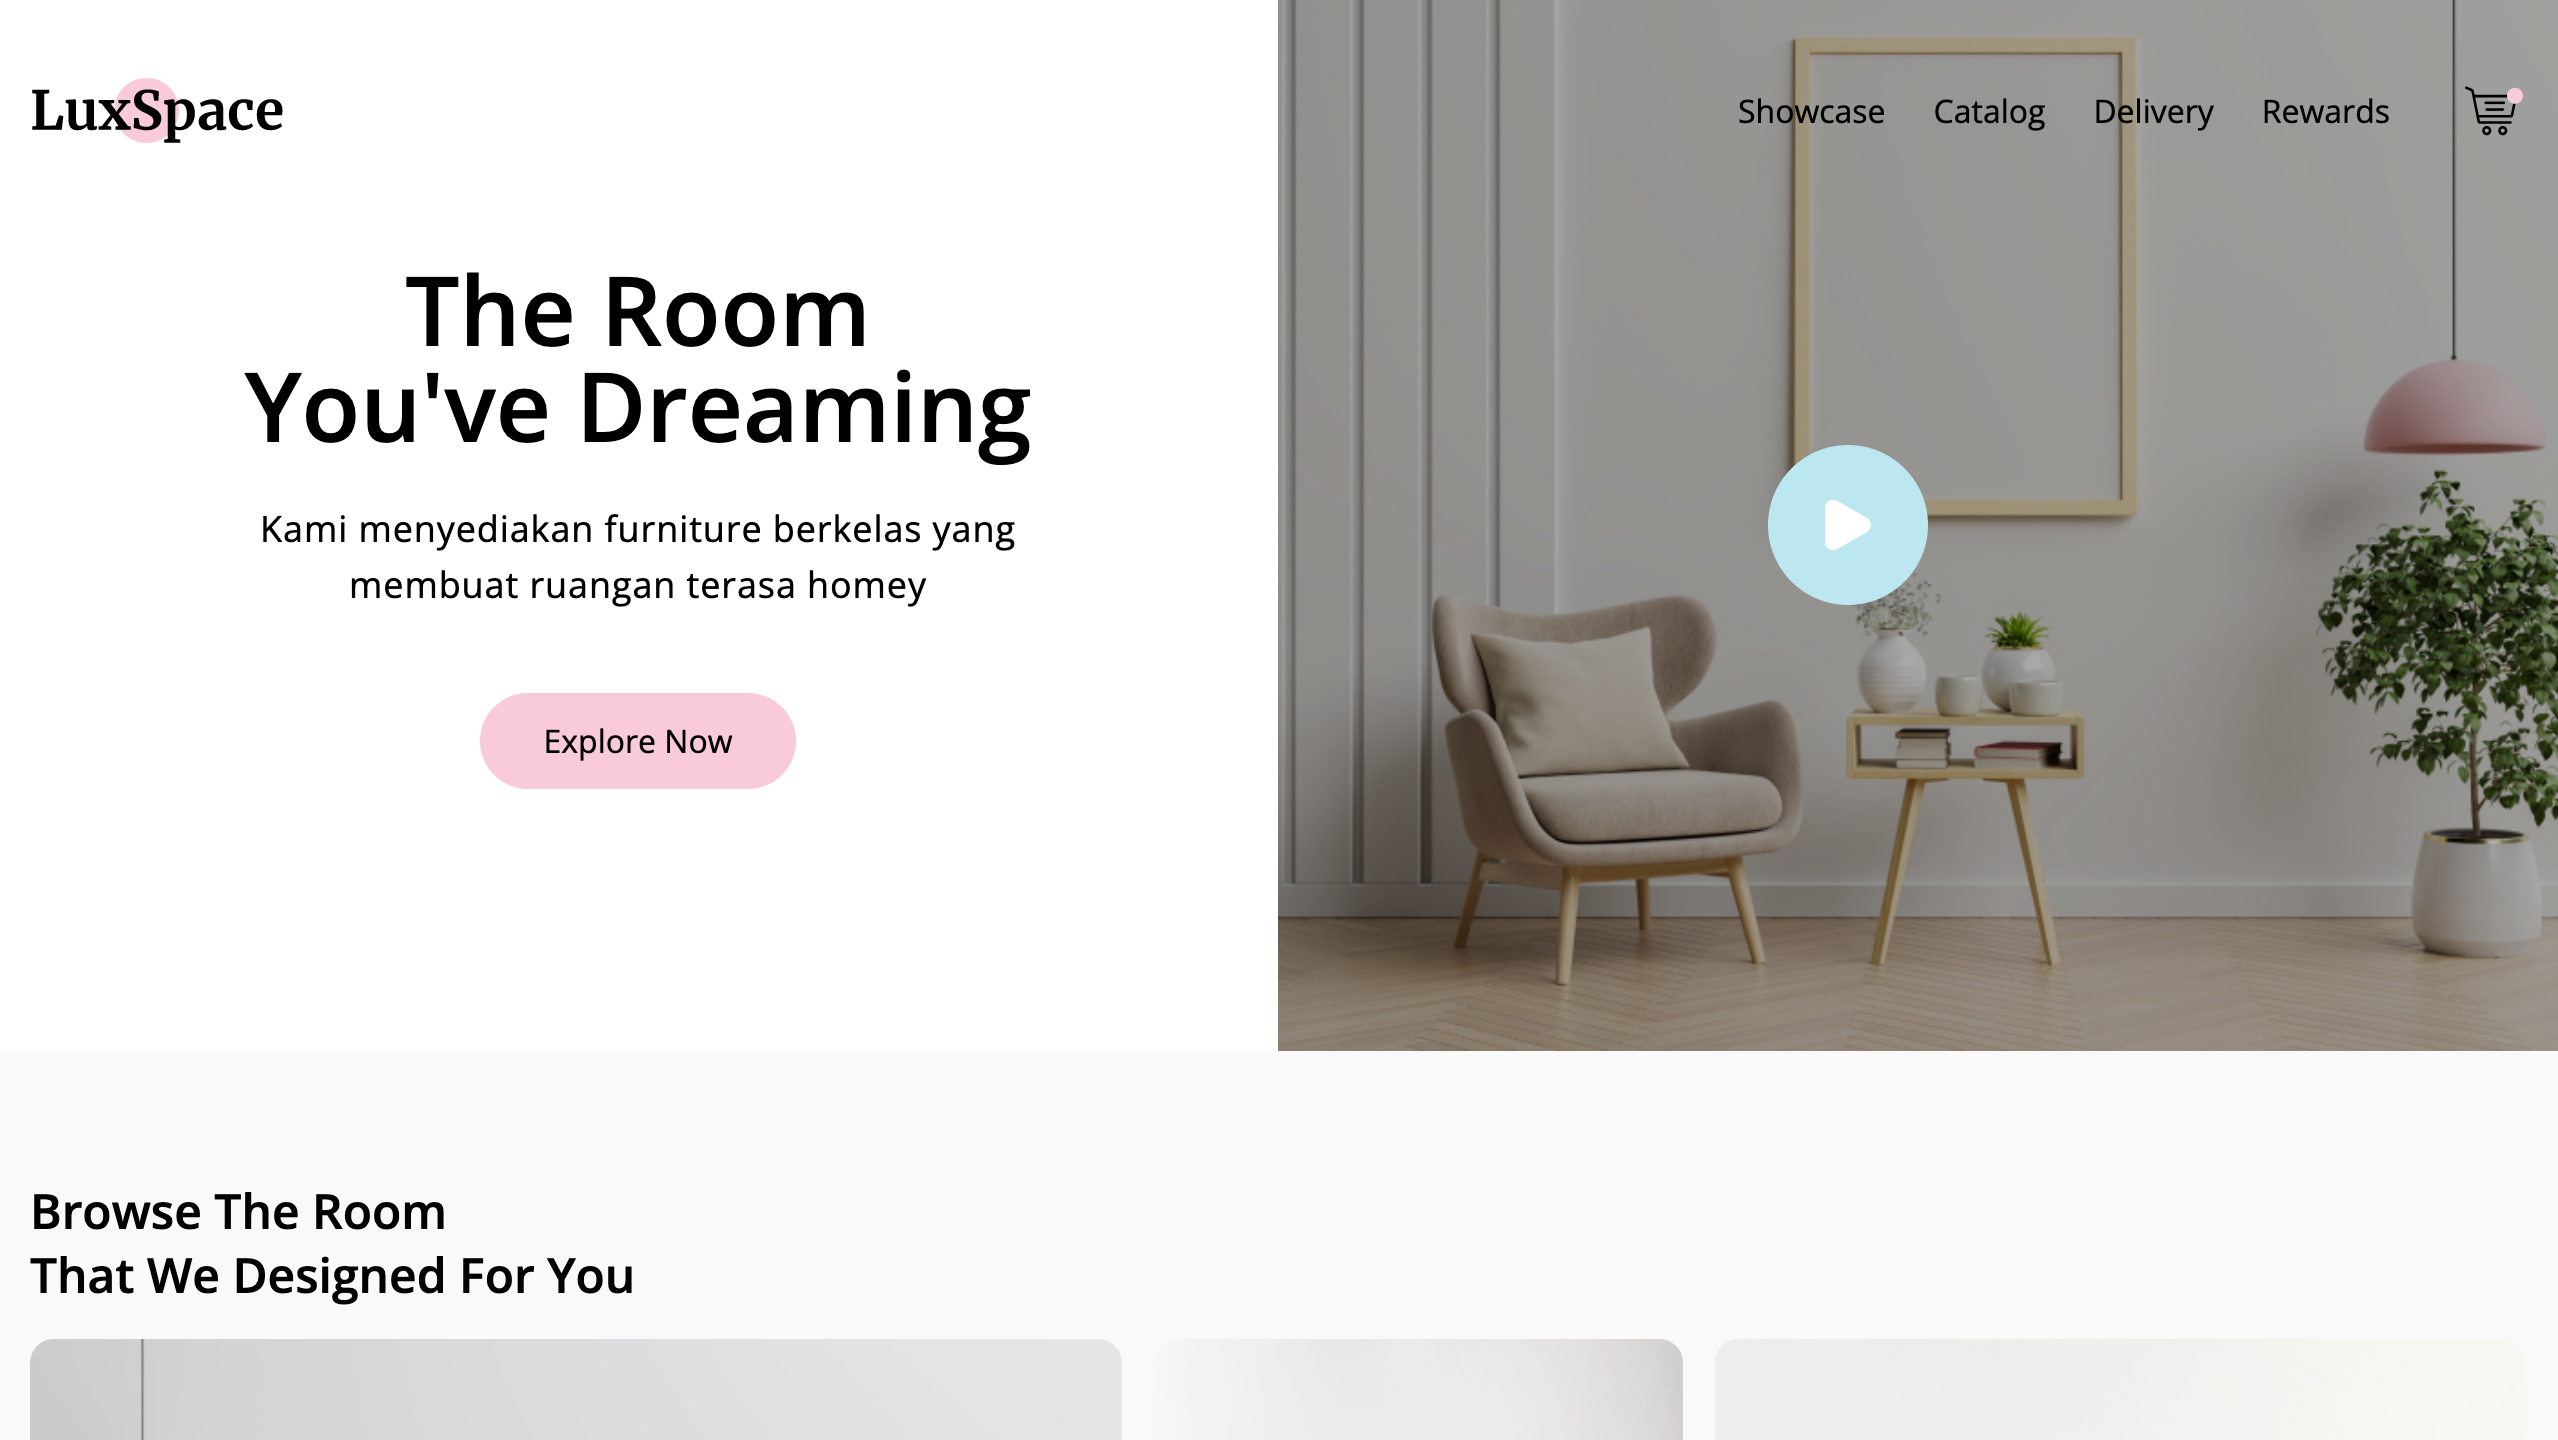 LuxSpace
Showcase Catalog Delivery Rewards
The Room
You've Dreaming
Kami menyediakan furniture berkelas yang
membuat ruangan terasa homey
Explore Now
Browse The Room
That We Designed For You